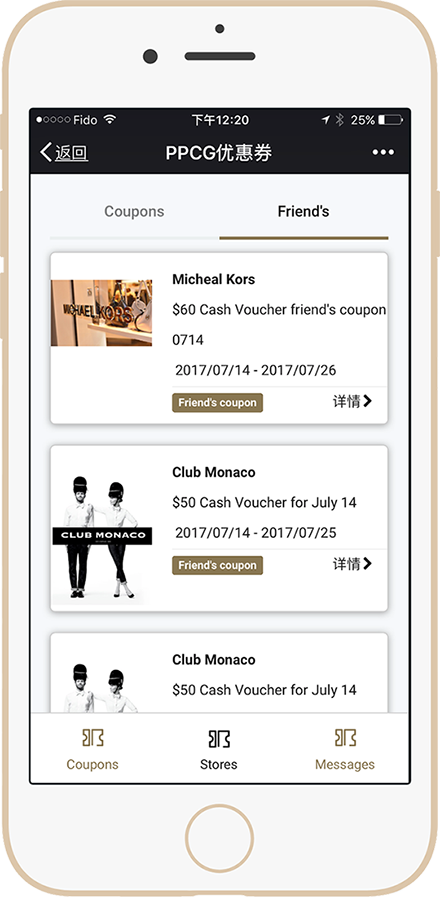 Fido 下午12:20 25%
返回 PPCG优惠券
Coupons Friend's
MICHAEL KORS
Micheal Kors
$60 Cash Voucher friend's coupon
0714
2017/07/14 - 2017/07/26
Friend's coupon 详情
CLUB MONACO
Club Monaco
$50 Cash Voucher for July 14
2017/07/14 - 2017/07/25
Friend's coupon 详情
Club Monaco
$50 Cash Voucher for July 14
Coupons Stores Messages